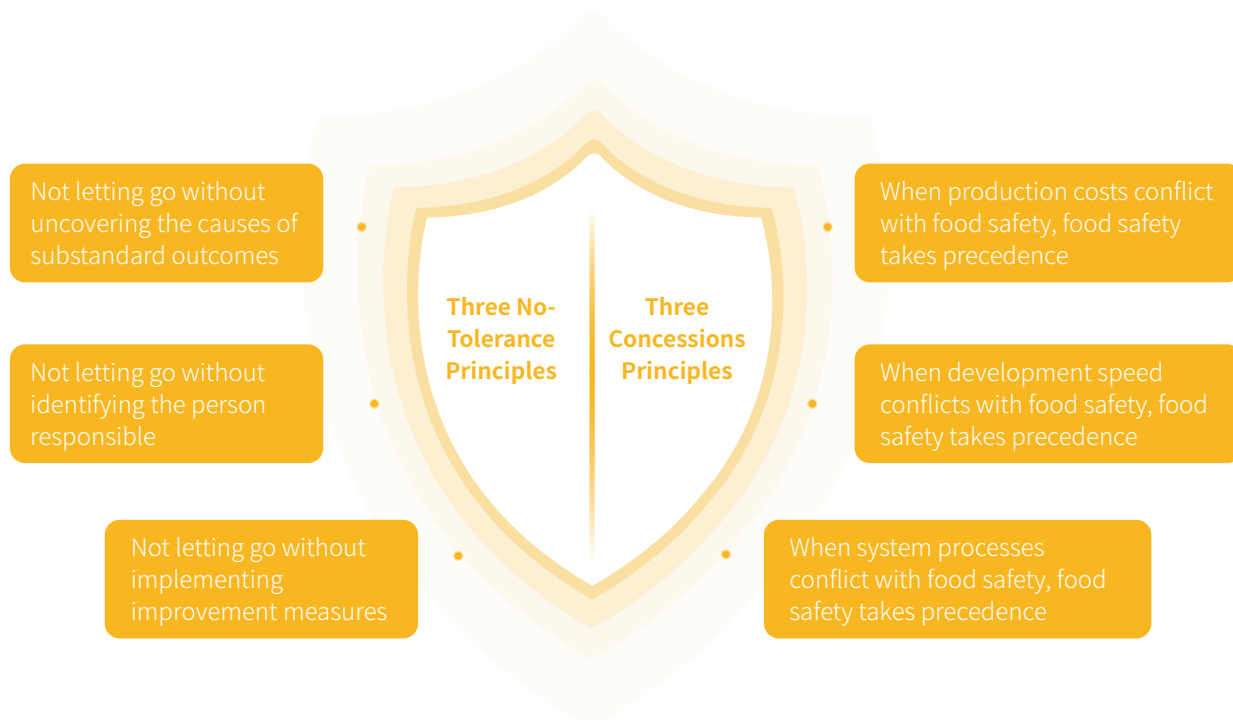 Not letting go without
uncovering the causes of
substandard outcomes
Not letting go without
identifying the person
responsible
Not letting go without
implementing
improvement measures
Three No-
Tolerance
Principles
Three
Concessions
Principles
When production costs conflict
with food safety, food safety
takes precedence
When development speed
conflicts with food safety, food
safety takes precedence
When system processes
conflict with food safety, food
safety takes precedence